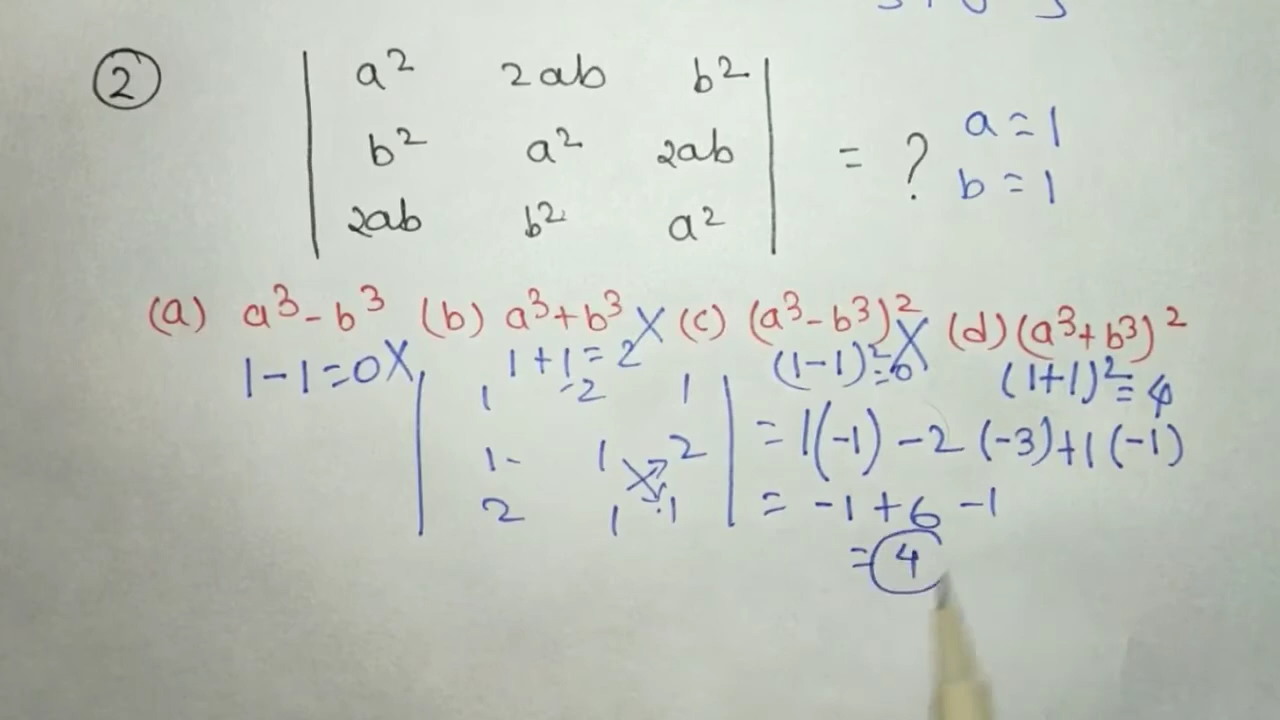 ② | a² 2ab b² |
| b² a² 2ab | = ? a = 1
| 2ab b² a² | b = 1
(a) a³ - b³ (b) a³ + b³ X (c) (a³ - b³)² X (d) (a³ + b³)²
1 - 1 = 0 X 1 + 1 = 2 (1-1)² = 0 (1+1)² = 4
| 1 -2 1 |
| 1- 1 2 | = 1(-1) - 2(-3) + 1(-1)
| 2 1 1 | = -1 + 6 - 1
= 4